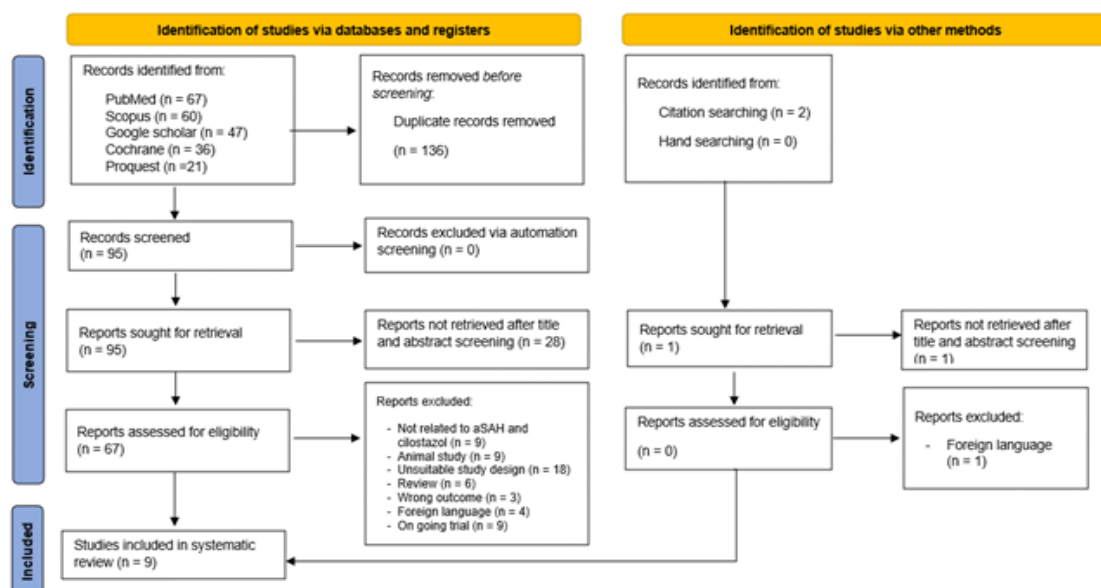 Identification of studies via databases and registers
Identification of studies via other methods
Identification
Records identified from:
PubMed (n = 67)
Scopus (n = 60)
Google scholar (n = 47)
Cochrane (n = 36)
Proquest (n =21)
Records removed before
screening:
Duplicate records removed
(n = 136)
Records identified from:
Citation searching (n = 2)
Hand searching (n = 0)
Screening
Records screened
(n = 95)
Records excluded via automation
screening (n = 0)
Reports sought for retrieval
(n = 95)
Reports not retrieved after title
and abstract screening (n = 28)
Reports sought for retrieval
(n = 1)
Reports not retrieved after
title and abstract screening
(n = 1)
Reports assessed for eligibility
(n = 67)
Reports excluded:
- Not related to aSAH and
cilostazol (n = 9)
- Animal study (n = 9)
- Unsuitable study design (n = 18)
- Review (n = 6)
- Wrong outcome (n = 3)
- Foreign language (n = 4)
- On going trial (n = 9)
Reports assessed for eligibility
(n = 0)
Reports excluded:
- Foreign language
(n = 1)
Included
Studies included in systematic
review (n = 9)